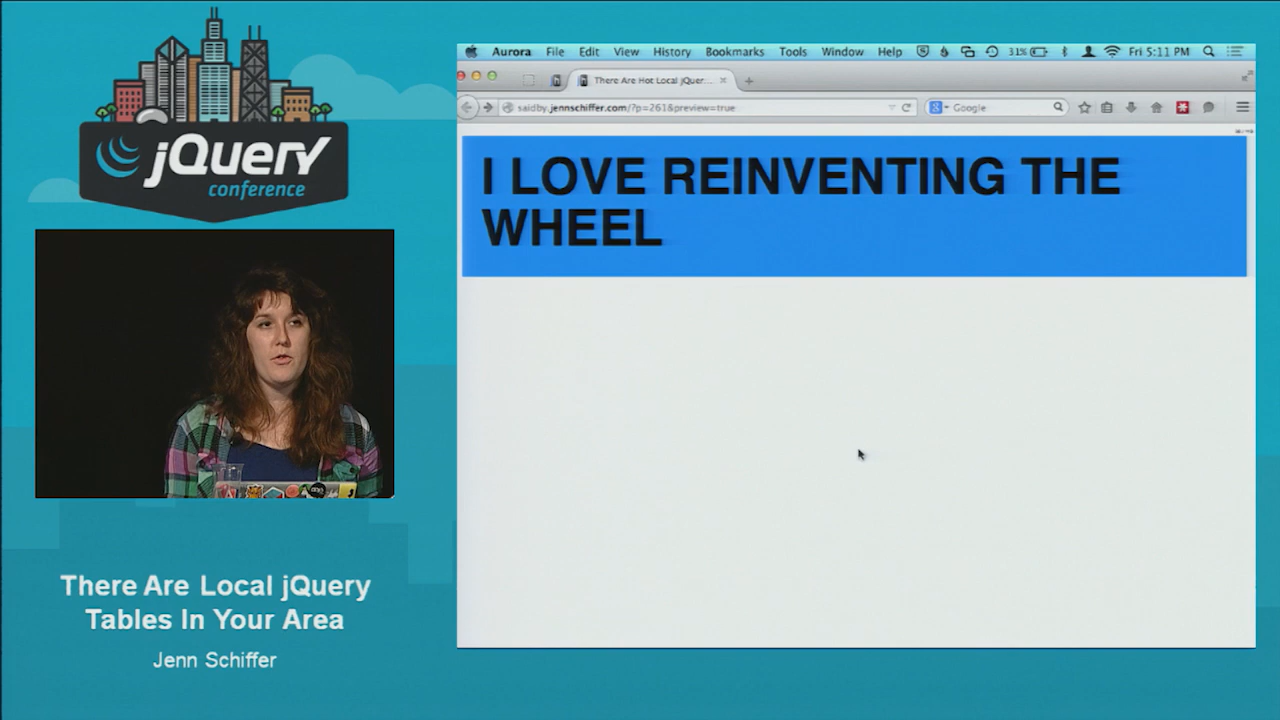 jQuery
conference
Aurora File Edit View History Bookmarks Tools Window Help 31% Fri 5:11 PM
There Are Hot Local jQuer...
saidby.jennschiffer.com/?p=261&preview=true
Google
I LOVE REINVENTING THE
WHEEL
There Are Local jQuery
Tables In Your Area
Jenn Schiffer